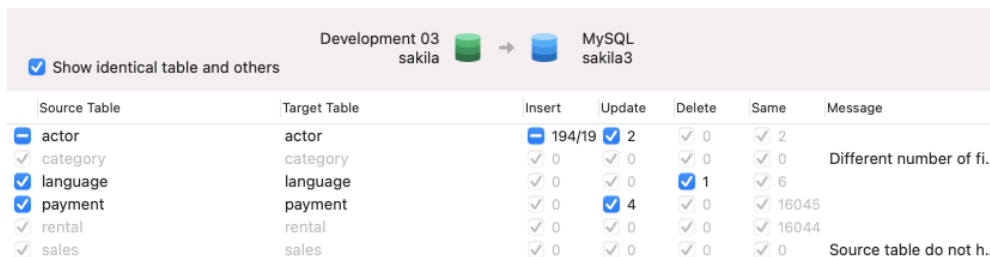 Development 03 MySQL
sakila sakila3
Show identical table and others
Source Table Target Table Insert Update Delete Same Message
actor actor 194/19 2 0 2
category category 0 0 0 0 Different number of fi..
language language 0 0 1 6
payment payment 0 4 0 16045
rental rental 0 0 0 16044
sales sales 0 0 0 0 Source table do not h..